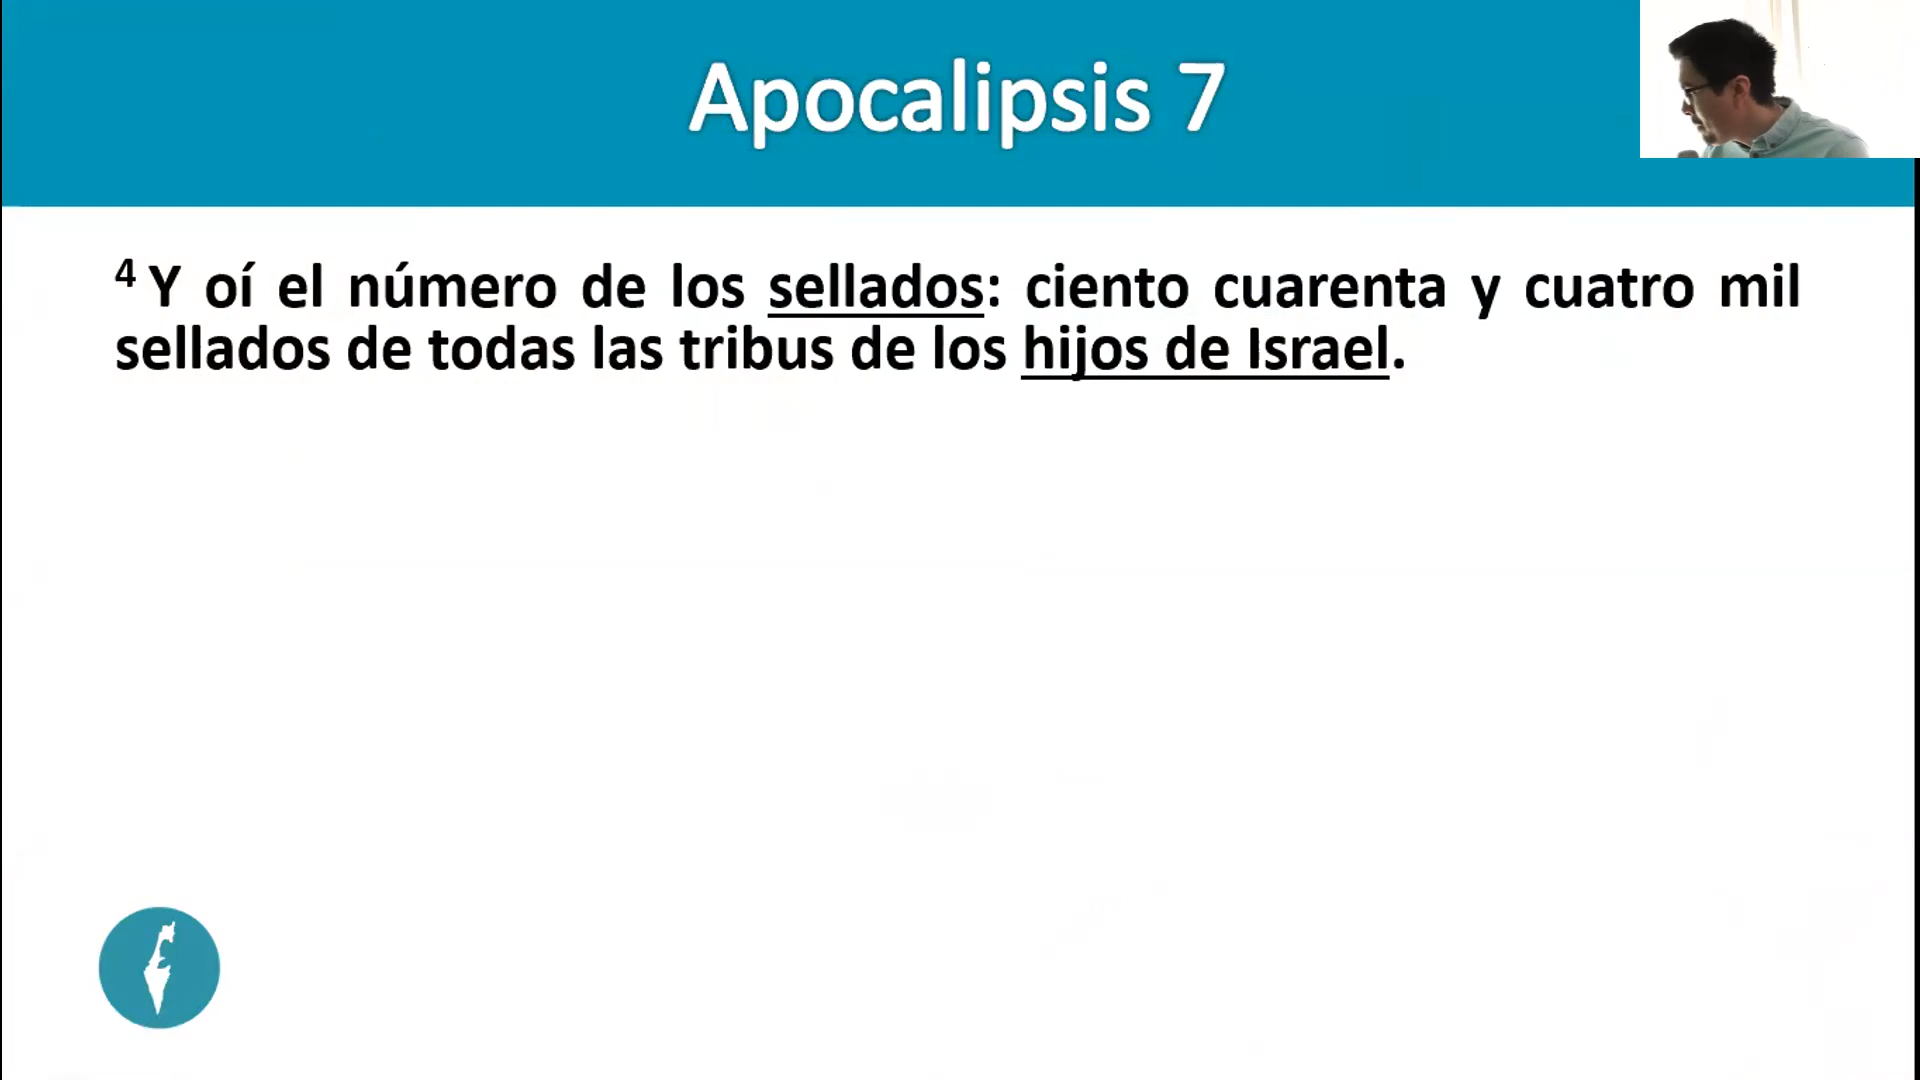 Apocalipsis 7
4 Y oí el número de los sellados: ciento cuarenta y cuatro mil
sellados de todas las tribus de los hijos de Israel.